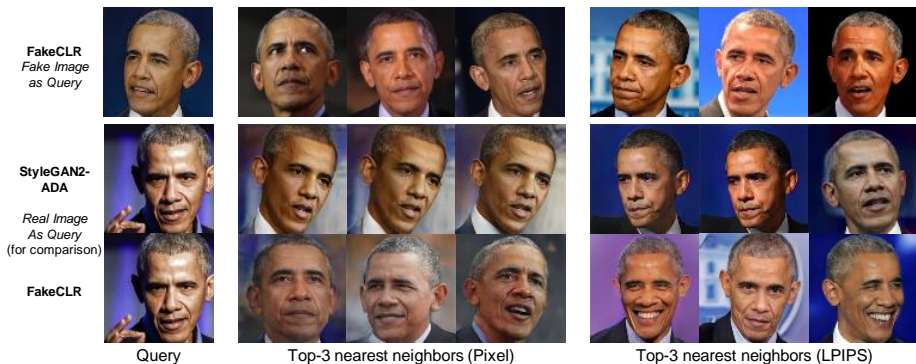 FakeCLR
Fake Image
as Query
StyleGAN2-
ADA
Real Image
As Query
(for comparison)
FakeCLR
Query
Top-3 nearest neighbors (Pixel)
Top-3 nearest neighbors (LPIPS)